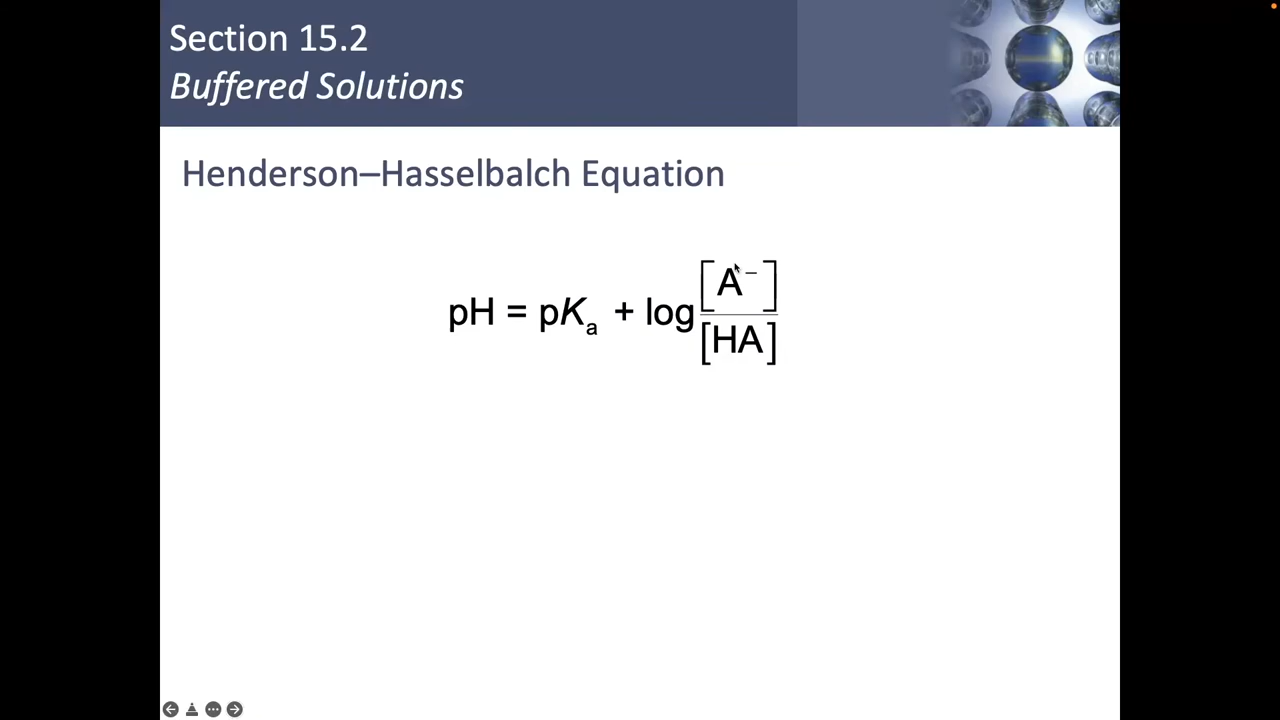 Section 15.2
Buffered Solutions
Henderson–Hasselbalch Equation
pH = pKₐ + log [A⁻] / [HA]